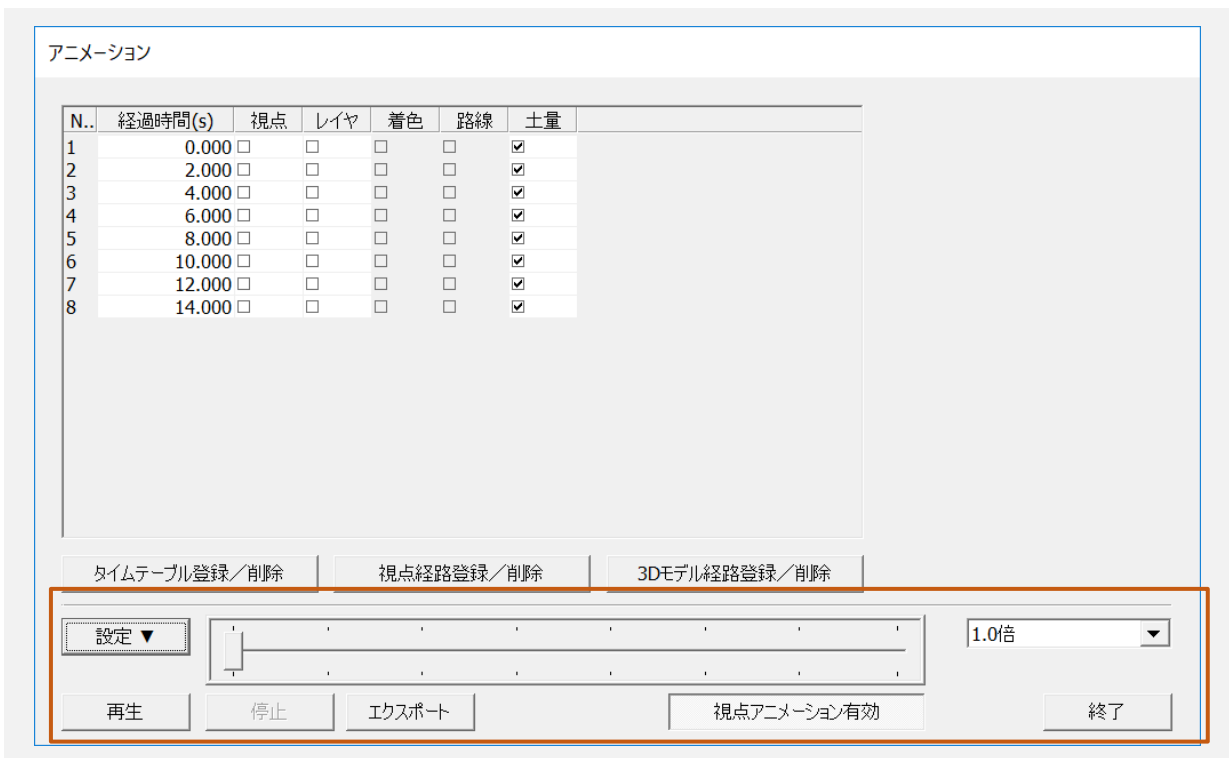 アニメーション
N.. 経過時間(s) 視点 レイヤ 着色 路線 土量
1 0.000
2 2.000
3 4.000
4 6.000
5 8.000
6 10.000
7 12.000
8 14.000
タイムテーブル登録／削除 視点経路登録／削除 3Dモデル経路登録／削除
設定 ▼ 1.0倍
再生 停止 エクスポート 視点アニメーション有効 終了